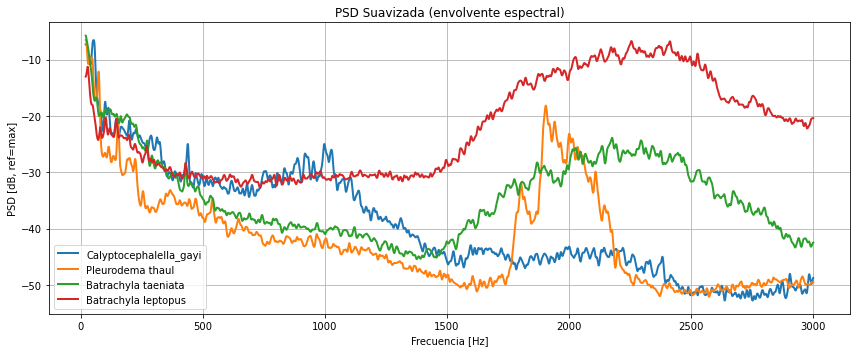 PSD Suavizada (envolvente espectral)
PSD [dB, ref=max]
−10
−20
−30
−40
−50
Calyptocephalella_gayi
Pleurodema thaul
Batrachyla taeniata
Batrachyla leptopus
0 500 1000 1500 2000 2500 3000
Frecuencia [Hz]